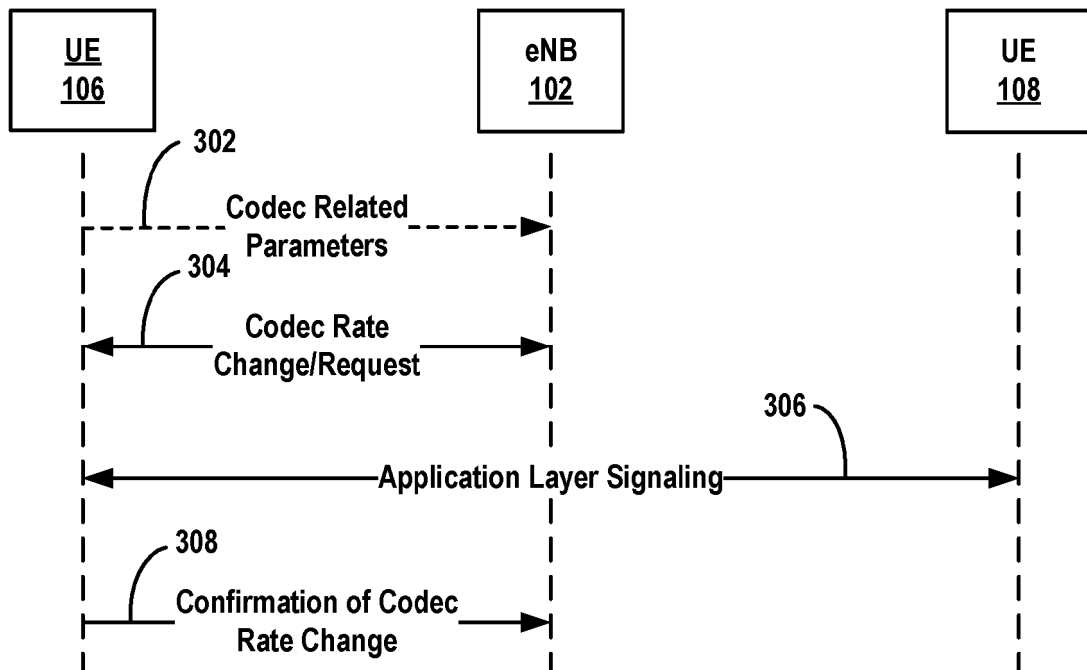 UE
106
eNB
102
UE
108
302
Codec Related
Parameters
304
Codec Rate
Change/Request
306
Application Layer Signaling
308
Confirmation of Codec
Rate Change